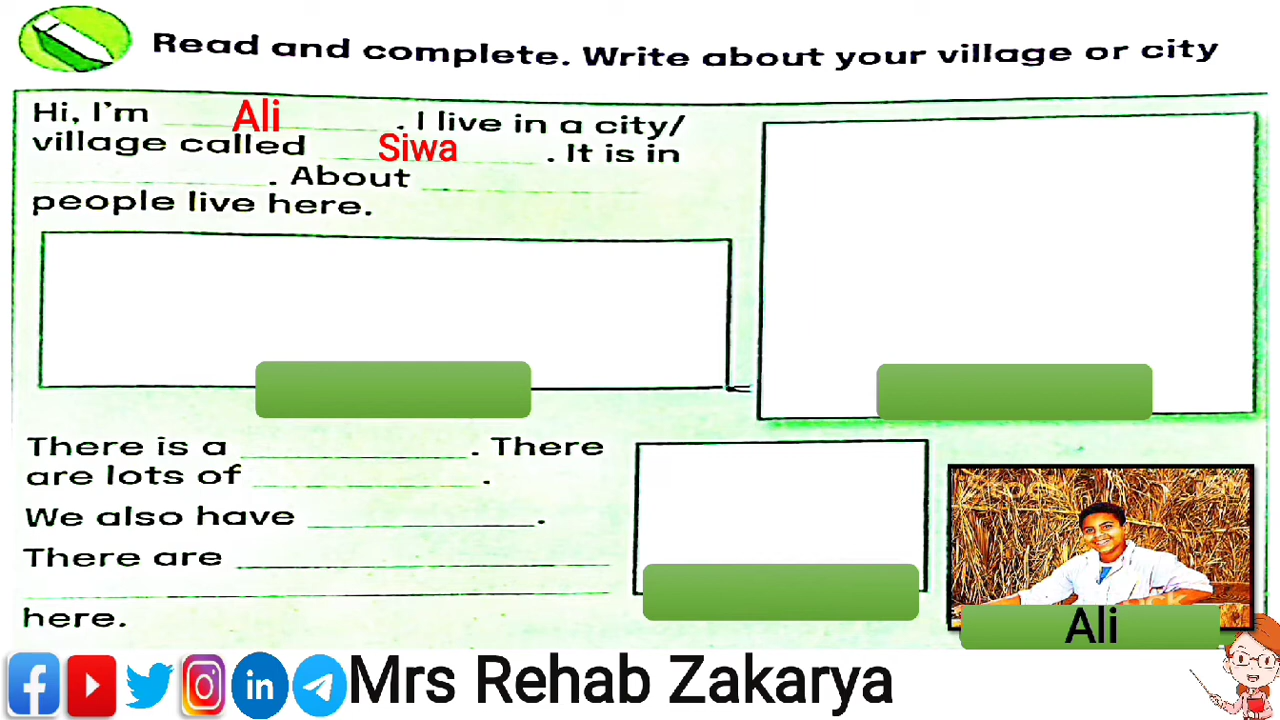 Read and complete. Write about your village or city
Hi, I'm Ali . I live in a city/
village called Siwa . It is in
. About
people live here.
There is a . There
are lots of .
We also have .
There are
here.
Ali
Mrs Rehab Zakarya